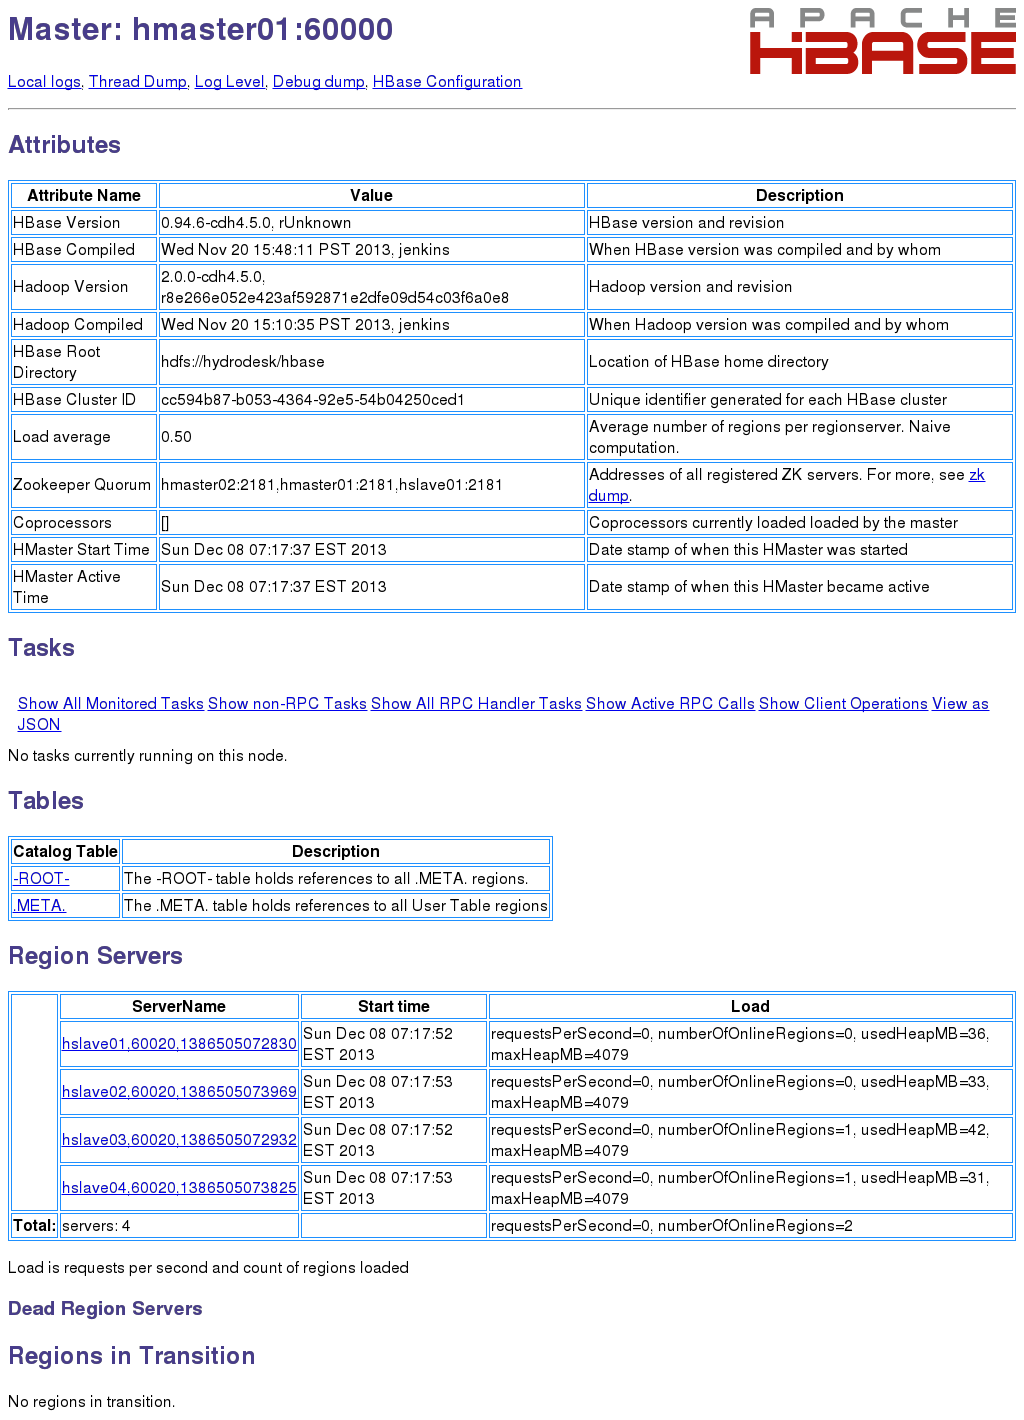 Master: hmaster01:60000
APACHE
HBASE
Local logs, Thread Dump, Log Level, Debug dump, HBase Configuration
Attributes
Attribute Name Value Description
HBase Version 0.94.6-cdh4.5.0, rUnknown HBase version and revision
HBase Compiled Wed Nov 20 15:48:11 PST 2013, jenkins When HBase version was compiled and by whom
Hadoop Version 2.0.0-cdh4.5.0,
r8e266e052e423af592871e2dfe09d54c03f6a0e8 Hadoop version and revision
Hadoop Compiled Wed Nov 20 15:10:35 PST 2013, jenkins When Hadoop version was compiled and by whom
HBase Root
Directory hdfs://hydrodesk/hbase Location of HBase home directory
HBase Cluster ID cc594b87-b053-4364-92e5-54b04250ced1 Unique identifier generated for each HBase cluster
Load average 0.50 Average number of regions per regionserver. Naive
computation.
Zookeeper Quorum hmaster02:2181,hmaster01:2181,hslave01:2181 Addresses of all registered ZK servers. For more, see zk
dump.
Coprocessors [] Coprocessors currently loaded loaded by the master
HMaster Start Time Sun Dec 08 07:17:37 EST 2013 Date stamp of when this HMaster was started
HMaster Active
Time Sun Dec 08 07:17:37 EST 2013 Date stamp of when this HMaster became active
Tasks
Show All Monitored Tasks Show non-RPC Tasks Show All RPC Handler Tasks Show Active RPC Calls Show Client Operations View as
JSON
No tasks currently running on this node.
Tables
Catalog Table Description
-ROOT- The -ROOT- table holds references to all .META. regions.
.META. The .META. table holds references to all User Table regions
Region Servers
ServerName Start time Load
hslave01,60020,1386505072830 Sun Dec 08 07:17:52
EST 2013 requestsPerSecond=0, numberOfOnlineRegions=0, usedHeapMB=36,
maxHeapMB=4079
hslave02,60020,1386505073969 Sun Dec 08 07:17:53
EST 2013 requestsPerSecond=0, numberOfOnlineRegions=0, usedHeapMB=33,
maxHeapMB=4079
hslave03,60020,1386505072932 Sun Dec 08 07:17:52
EST 2013 requestsPerSecond=0, numberOfOnlineRegions=1, usedHeapMB=42,
maxHeapMB=4079
hslave04,60020,1386505073825 Sun Dec 08 07:17:53
EST 2013 requestsPerSecond=0, numberOfOnlineRegions=1, usedHeapMB=31,
maxHeapMB=4079
Total: servers: 4 requestsPerSecond=0, numberOfOnlineRegions=2
Load is requests per second and count of regions loaded
Dead Region Servers
Regions in Transition
No regions in transition.